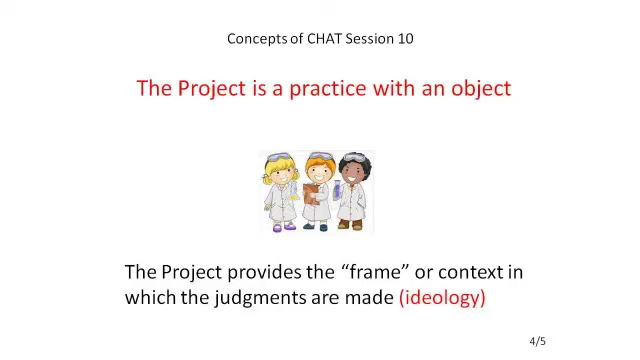 Concepts of CHAT Session 10
The Project is a practice with an object
The Project provides the “frame” or context in
which the judgments are made (ideology)
4/5